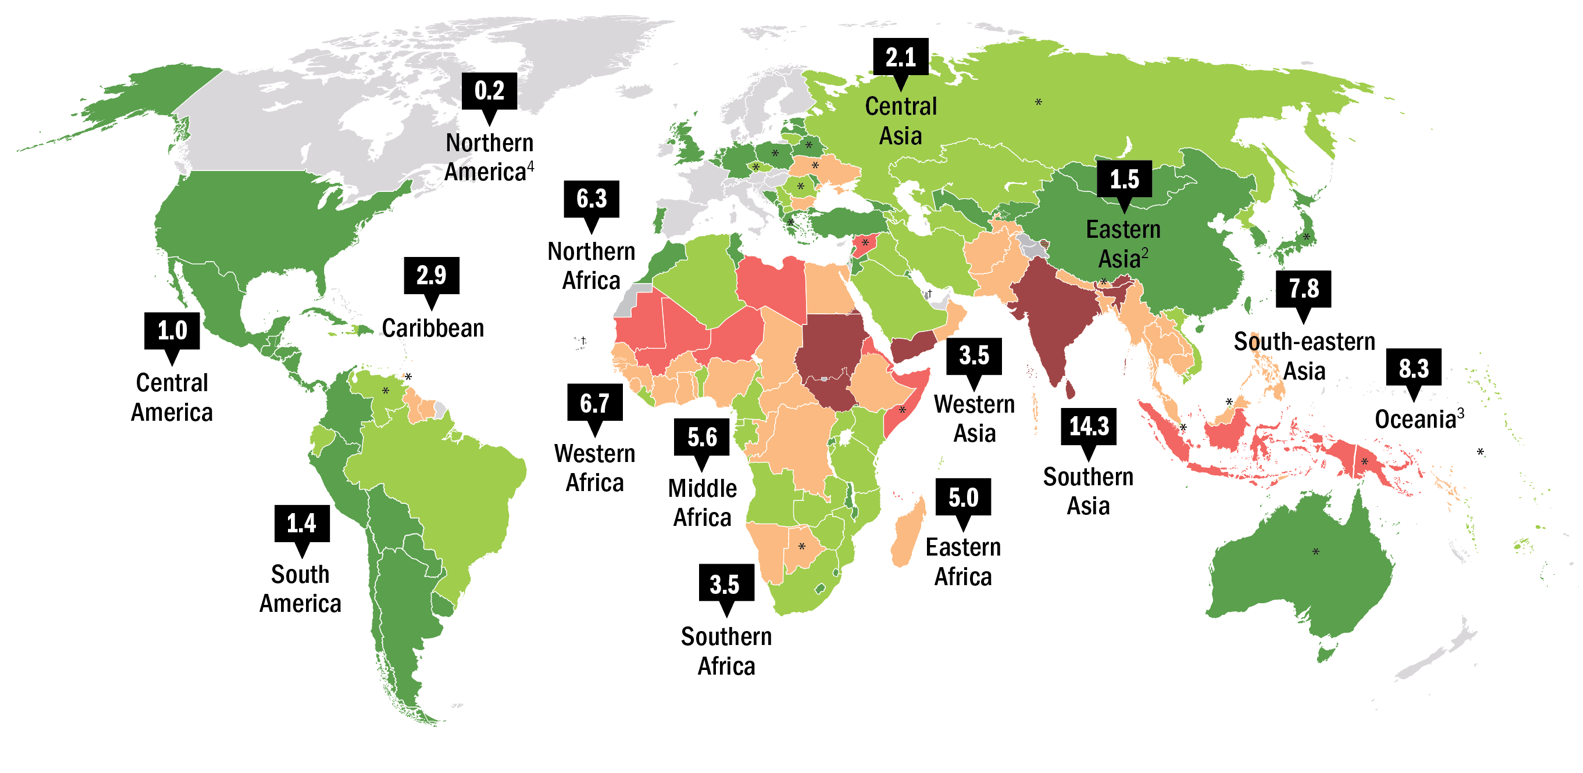 2.1
Central
Asia
0.2
Northern
America4
1.5
Eastern
Asia2
6.3
Northern
Africa
2.9
Caribbean
7.8
South-eastern
Asia
1.0
Central
America
3.5
Western
Asia
8.3
Oceania3
6.7
Western
Africa
5.6
Middle
Africa
14.3
Southern
Asia
5.0
Eastern
Africa
1.4
South
America
3.5
Southern
Africa